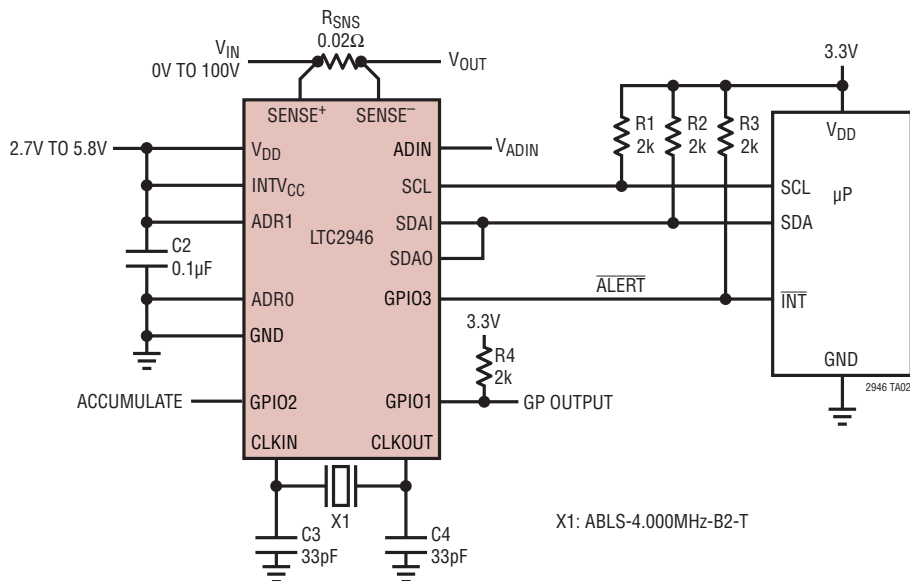 RSNS
0.02Ω
VIN
0V TO 100V
VOUT
3.3V
SENSE+ SENSE–
R1
2k
R2
2k
R3
2k
VDD
2.7V TO 5.8V
VDD
ADIN
VADIN
INTVCC
SCL
SCL
µP
ADR1
LTC2946
SDAI
SDA
C2
0.1µF
SDAO
ADR0
GPIO3
ALERT
INT
GND
3.3V
R4
2k
GND
2946 TA02
ACCUMULATE
GPIO2
GPIO1
GP OUTPUT
CLKIN
CLKOUT
X1
C3
33pF
C4
33pF
X1: ABLS-4.000MHz-B2-T